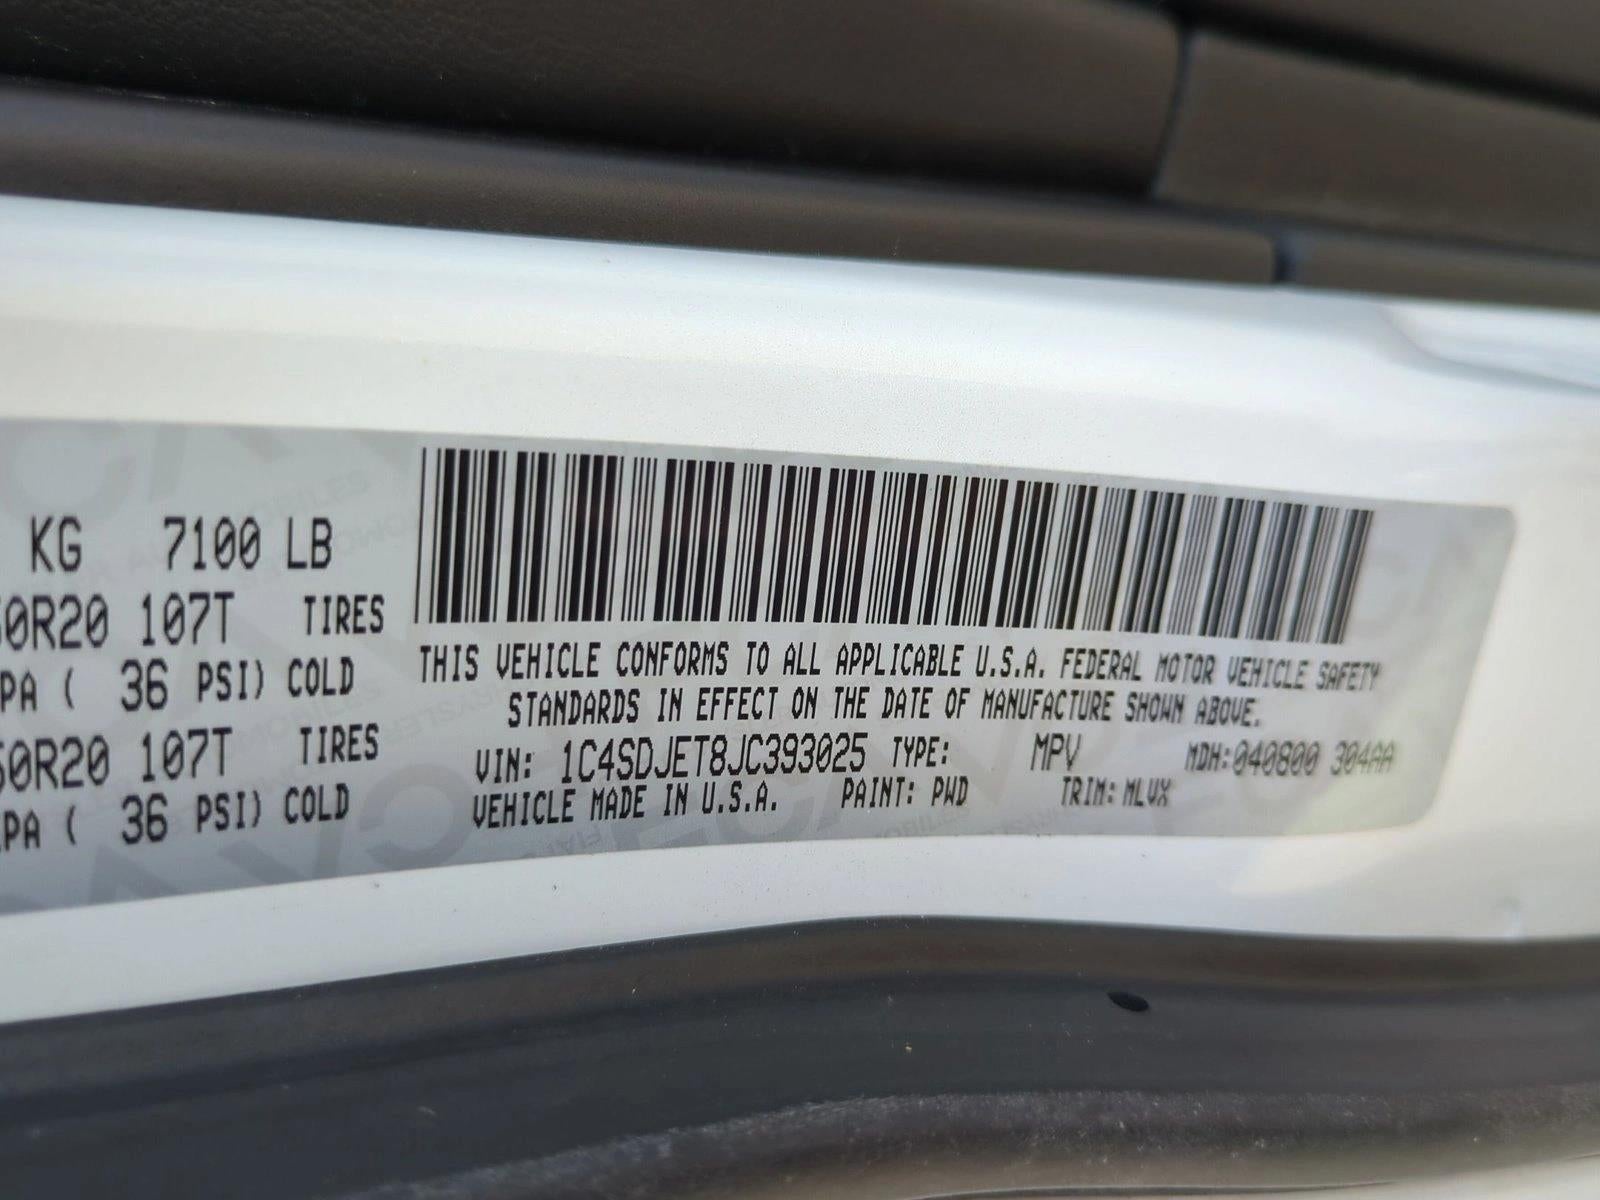 KG 7100 LB
50R20 107T TIRES
PA ( 36 PSI) COLD
50R20 107T TIRES
PA ( 36 PSI) COLD
THIS VEHICLE CONFORMS TO ALL APPLICABLE U.S.A. FEDERAL MOTOR VEHICLE SAFETY
STANDARDS IN EFFECT ON THE DATE OF MANUFACTURE SHOWN ABOVE.
VIN: 1C4SDJET8JC393025 TYPE: MPV MDH:040800 304AA
VEHICLE MADE IN U.S.A. PAINT: PWD TRIM: MLVX